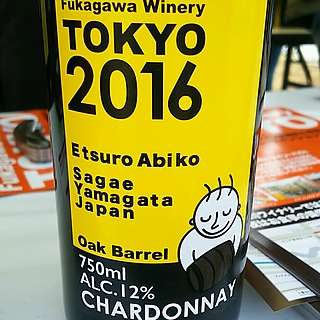 Fukagawa Winery
TOKYO
2016
Etsuro Abiko
Sagae
Yamagata
Japan
Oak Barrel
750ml
ALC.12%
CHARDONNAY